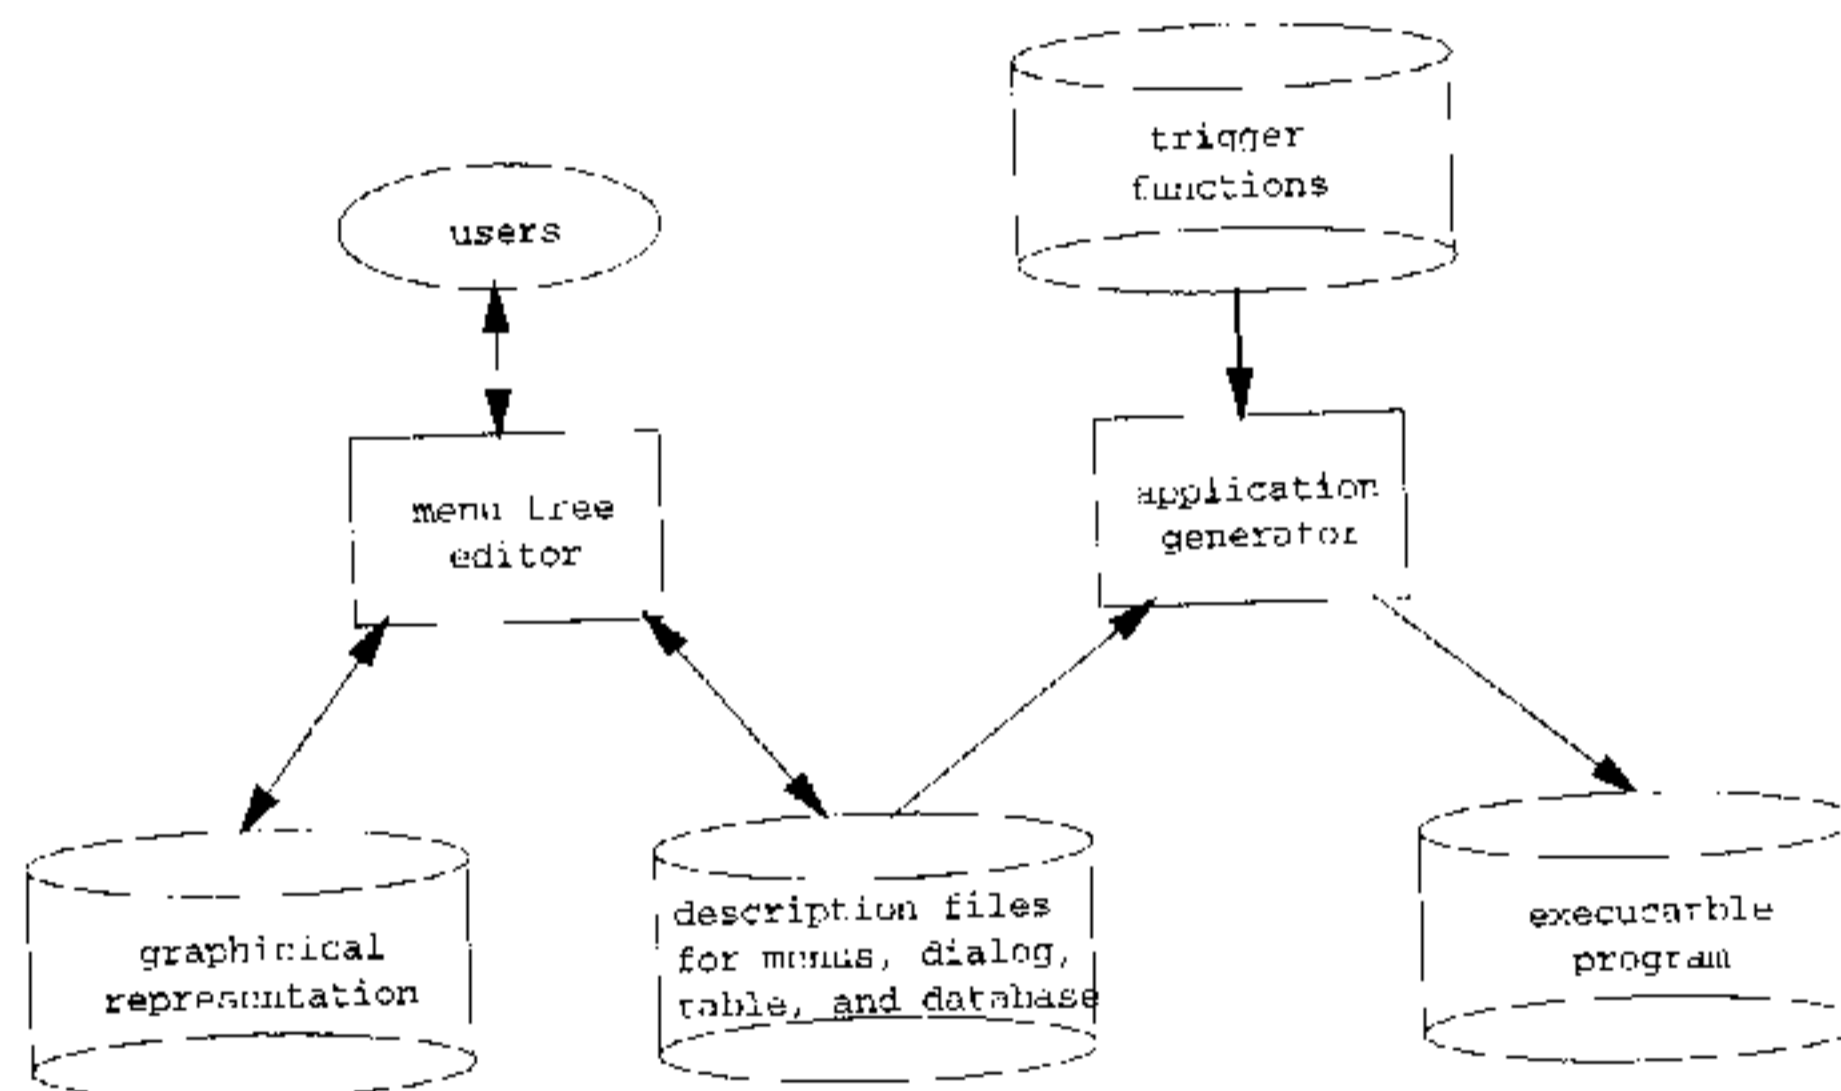 trigger
functions
users
menu tree
editor
application
generator
graphinical
representation
description files
for menus, dialog,
table, and database
execucarble
program